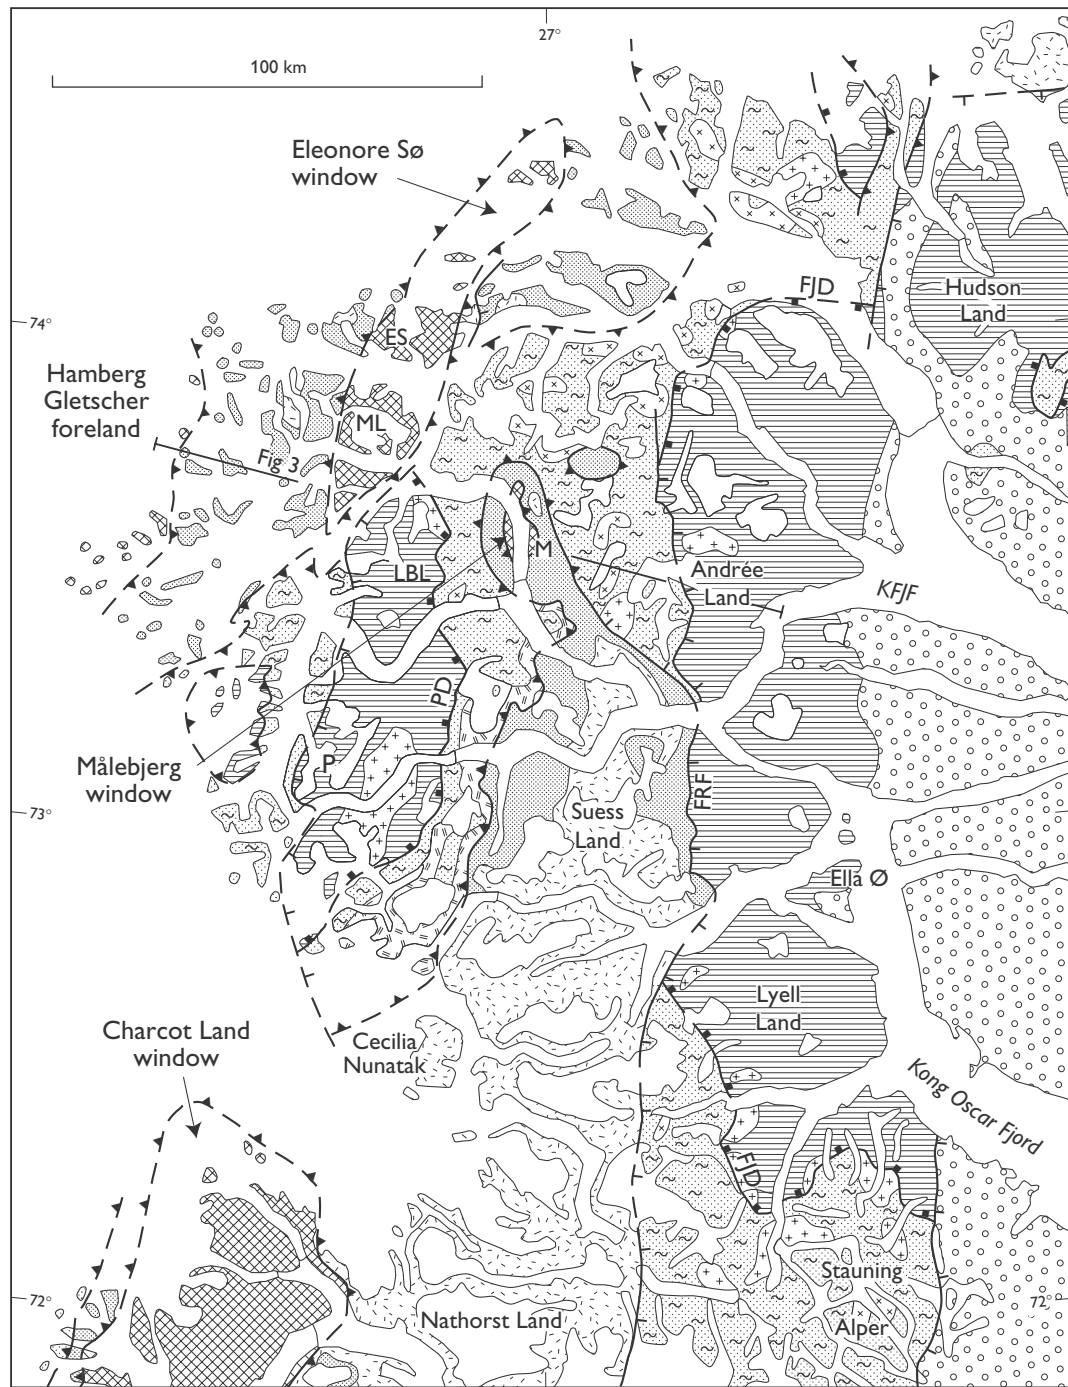 27°
100 km
Eleonore Sø
window
FJD
Hudson
Land
74°
ES
Hamberg
Gletscher
foreland
ML
Fig 3
M
LBL
Andrée
Land
KFJF
PD
Målebjerg
window
P
FRF
73°
Suess
Land
Ella Ø
Lyell
Land
Charcot Land
window
Cecilia
Nunatak
Kong Oscar Fjord
FJD
Stauning
Alper
72°
72°
Nathorst Land